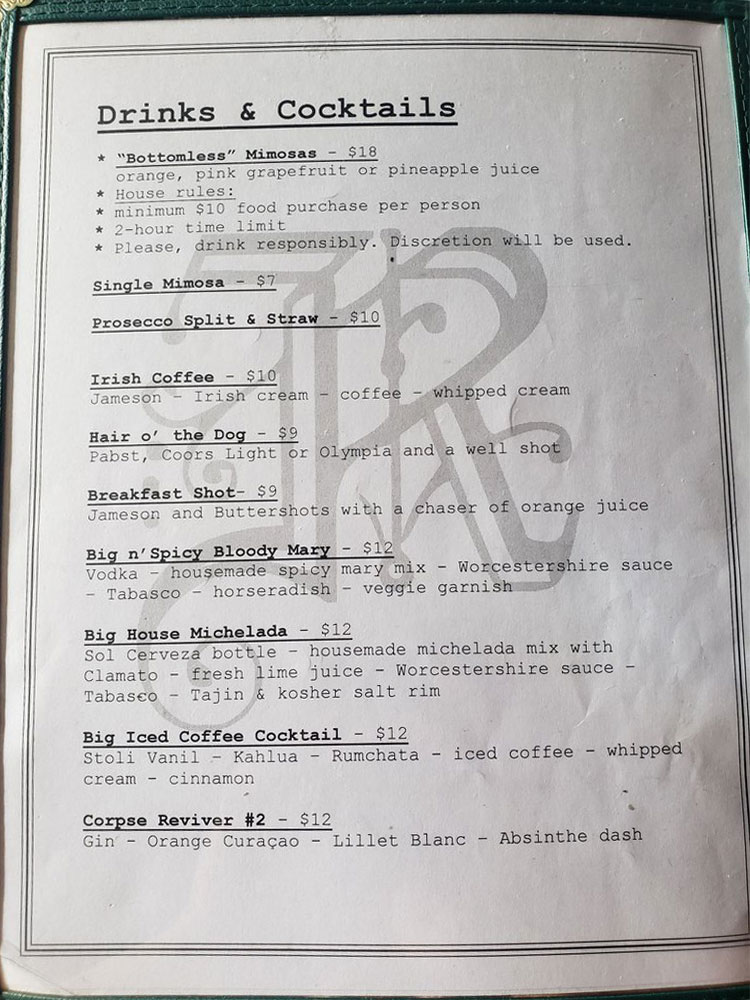 Drinks & Cocktails
* "Bottomless" Mimosas - $18
orange, pink grapefruit or pineapple juice
* House rules:
* minimum $10 food purchase per person
* 2-hour time limit
* Please, drink responsibly. Discretion will be used.
Single Mimosa - $7
Prosecco Split & Straw - $10
Irish Coffee - $10
Jameson - Irish cream - coffee - whipped cream
Hair o' the Dog - $9
Pabst, Coors Light or Olympia and a well shot
Breakfast Shot- $9
Jameson and Buttershots with a chaser of orange juice
Big n'Spicy Bloody Mary - $12
Vodka - housemade spicy mary mix - Worcestershire sauce
- Tabasco - horseradish - veggie garnish
Big House Michelada - $12
Sol Cerveza bottle - housemade michelada mix with
Clamato - fresh lime juice - Worcestershire sauce -
Tabasco - Tajin & kosher salt rim
Big Iced Coffee Cocktail - $12
Stoli Vanil - Kahlua - Rumchata - iced coffee - whipped
cream - cinnamon
Corpse Reviver #2 - $12
Gin - Orange Curaçao - Lillet Blanc - Absinthe dash